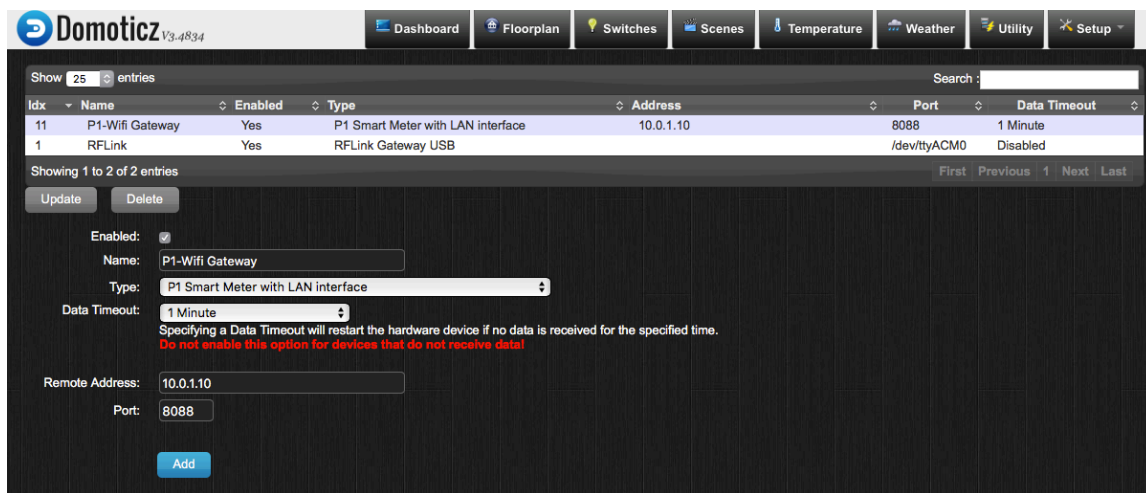 Domoticz V3.4834 Dashboard Floorplan Switches Scenes Temperature Weather Utility Setup
Show 25 entries Search :
Idx Name Enabled Type Address Port Data Timeout
11 P1-Wifi Gateway Yes P1 Smart Meter with LAN interface 10.0.1.10 8088 1 Minute
1 RFLink Yes RFLink Gateway USB /dev/ttyACM0 Disabled
Showing 1 to 2 of 2 entries First Previous 1 Next Last
Update Delete
Enabled:
Name: P1-Wifi Gateway
Type: P1 Smart Meter with LAN interface
Data Timeout: 1 Minute
Specifying a Data Timeout will restart the hardware device if no data is received for the specified time.
Do not enable this option for devices that do not receive data!
Remote Address: 10.0.1.10
Port: 8088
Add